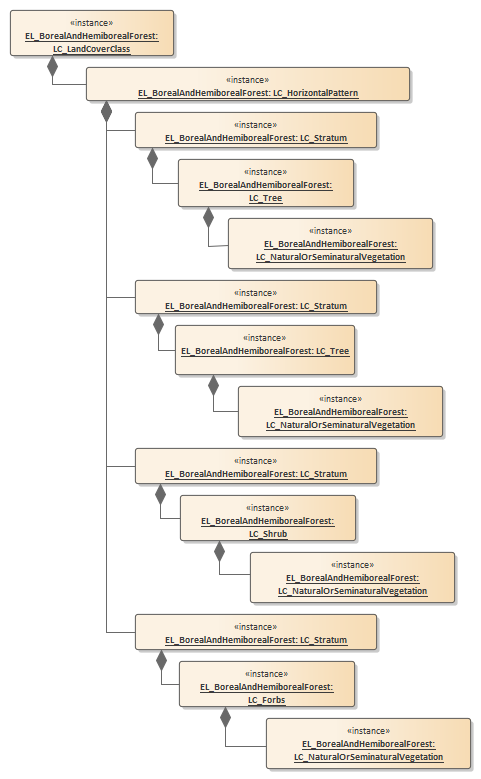 «instance»
EL_BorealAndHemiborealForest:
LC_LandCoverClass
«instance»
EL_BorealAndHemiborealForest: LC_HorizontalPattern
«instance»
EL_BorealAndHemiborealForest: LC_Stratum
«instance»
EL_BorealAndHemiborealForest:
LC_Tree
«instance»
EL_BorealAndHemiborealForest:
LC_NaturalOrSeminaturalVegetation
«instance»
EL_BorealAndHemiborealForest: LC_Stratum
«instance»
EL_BorealAndHemiborealForest: LC_Tree
«instance»
EL_BorealAndHemiborealForest:
LC_NaturalOrSeminaturalVegetation
«instance»
EL_BorealAndHemiborealForest: LC_Stratum
«instance»
EL_BorealAndHemiborealForest:
LC_Shrub
«instance»
EL_BorealAndHemiborealForest:
LC_NaturalOrSeminaturalVegetation
«instance»
EL_BorealAndHemiborealForest: LC_Stratum
«instance»
EL_BorealAndHemiborealForest:
LC_Forbs
«instance»
EL_BorealAndHemiborealForest:
LC_NaturalOrSeminaturalVegetation